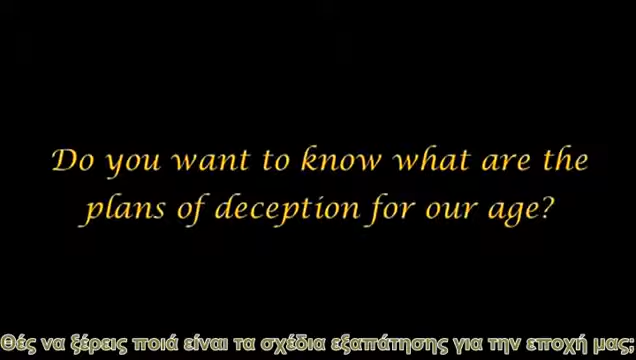 Do you want to know what are the
plans of deception for our age?
Θές να ξέρεις ποιά είναι τα σχέδια εξαπάτησης για την εποχή μας;